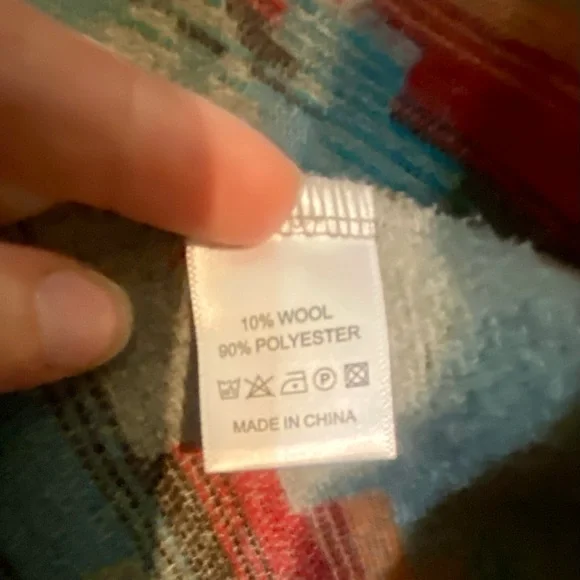 10% WOOL
90% POLYESTER
P
MADE IN CHINA